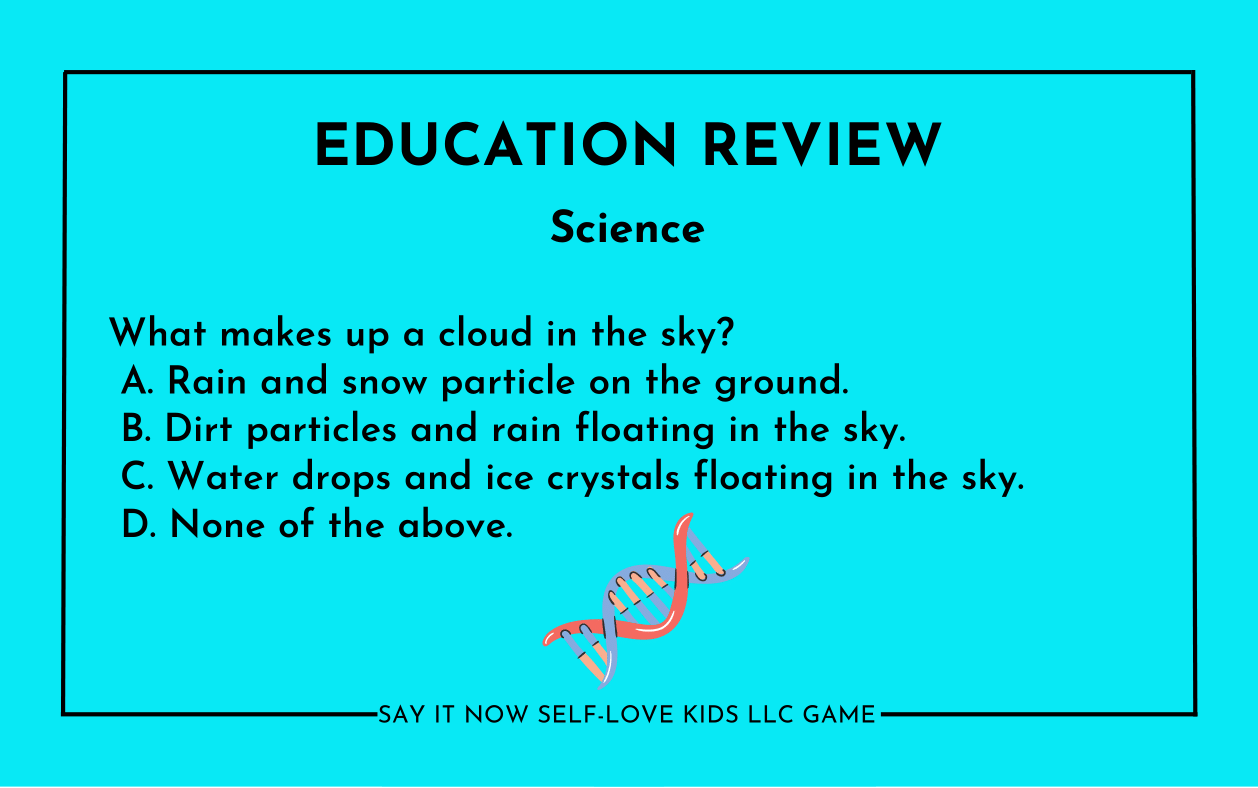 EDUCATION REVIEW
Science
What makes up a cloud in the sky?
A. Rain and snow particle on the ground.
B. Dirt particles and rain floating in the sky.
C. Water drops and ice crystals floating in the sky.
D. None of the above.
SAY IT NOW SELF-LOVE KIDS LLC GAME